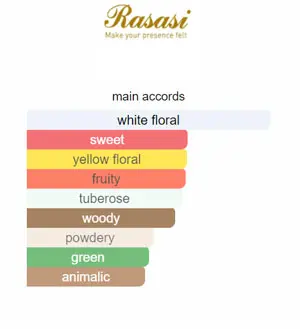 Rasasi
Make your presence felt
main accords
white floral
sweet
yellow floral
fruity
tuberose
woody
powdery
green
animalic